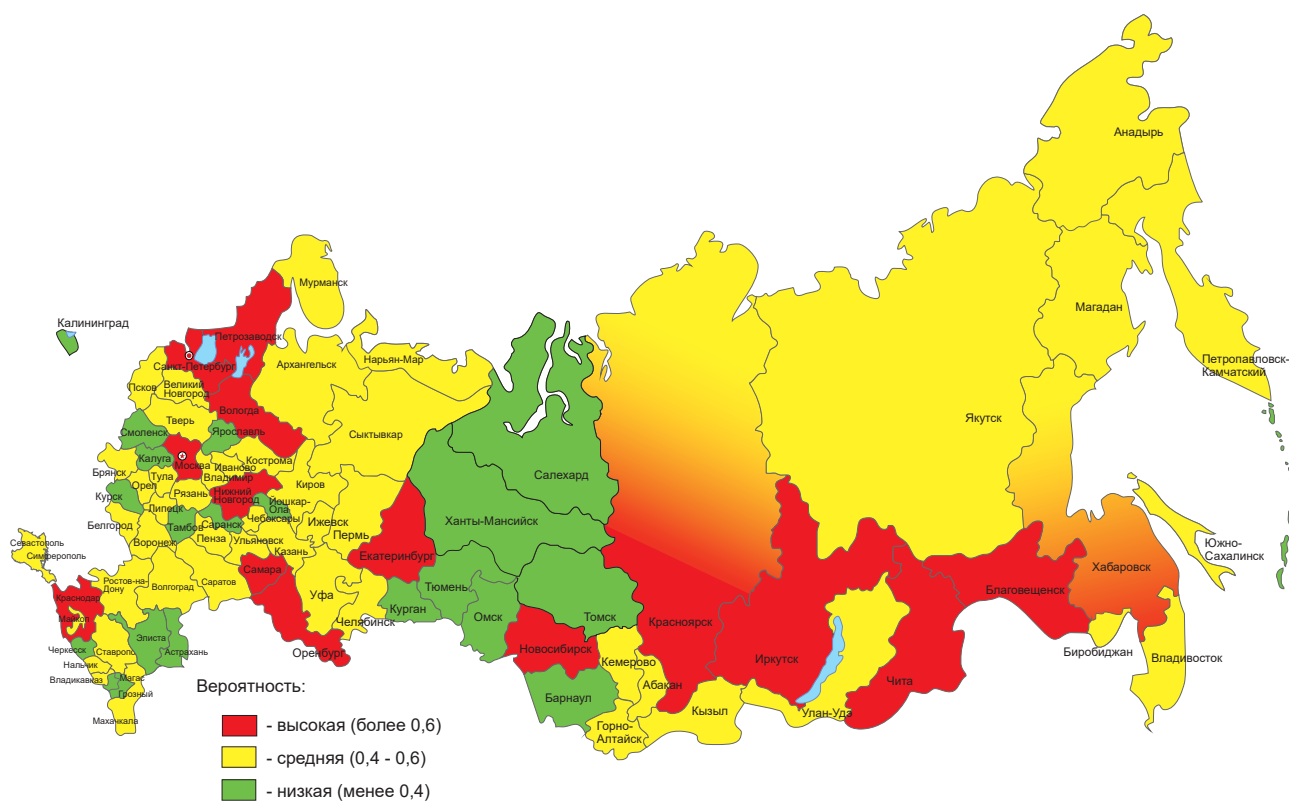 Анадырь
Мурманск
Магадан
Калининград
Петрозаводск
Нарьян-Мар
Архангельск
Санкт-Петербург
Петропавловск-
Камчатский
Псков
Великий
Новгород
Вологда
Якутск
Тверь
Сыктывкар
Смоленск
Ярославль
Калуга
Москва
Иваново
Кострома
Салехард
Брянск
Тула
Владимир
Киров
Орел
Рязань
Нижний
Новгород
Йошкар-
Ола
Курск
Липецк
Чебоксары
Ижевск
Ханты-Мансийск
Белгород
Тамбов
Саранск
Пермь
Воронеж
Пенза
Ульяновск
Казань
Екатеринбург
Севастополь
Симферополь
Южно-
Сахалинск
Хабаровск
Самара
Ростов-на-
Дону
Волгоград
Саратов
Уфа
Тюмень
Благовещенск
Краснодар
Курган
Омск
Томск
Майкоп
Челябинск
Красноярск
Элиста
Черкесск
Ставропо
Астрахань
Оренбург
Новосибирск
Иркутск
Биробиджан
Владивосток
Нальчик
Кемерово
Владикавказ
Магас
Грозный
Абакан
Чита
Вероятность:
Барнаул
Кызыл
Улан-Удэ
Махачкала
Горно-
Алтайск
- высокая (более 0,6)
- средняя (0,4 - 0,6)
- низкая (менее 0,4)